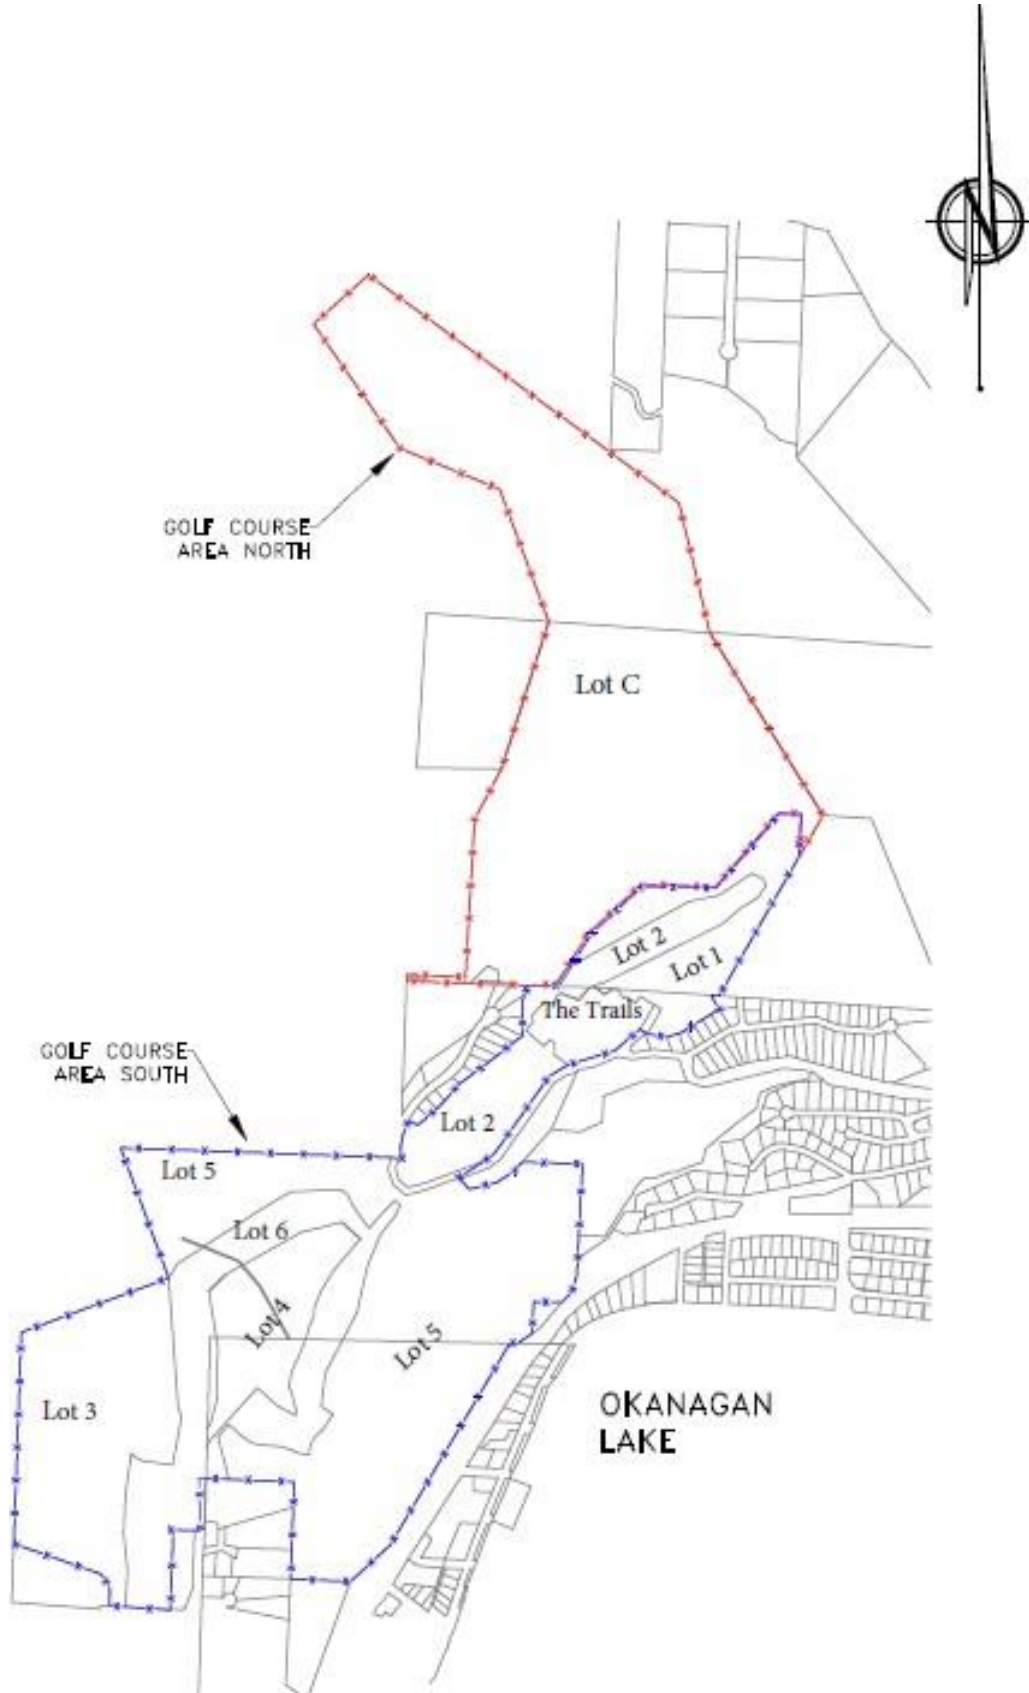 N
GOLF COURSE
AREA NORTH
Lot C
Lot 2
Lot 1
The Trails
GOLF COURSE
AREA SOUTH
Lot 2
Lot 5
Lot 6
Lot 4
Lot 5
OKANAGAN
LAKE
Lot 3